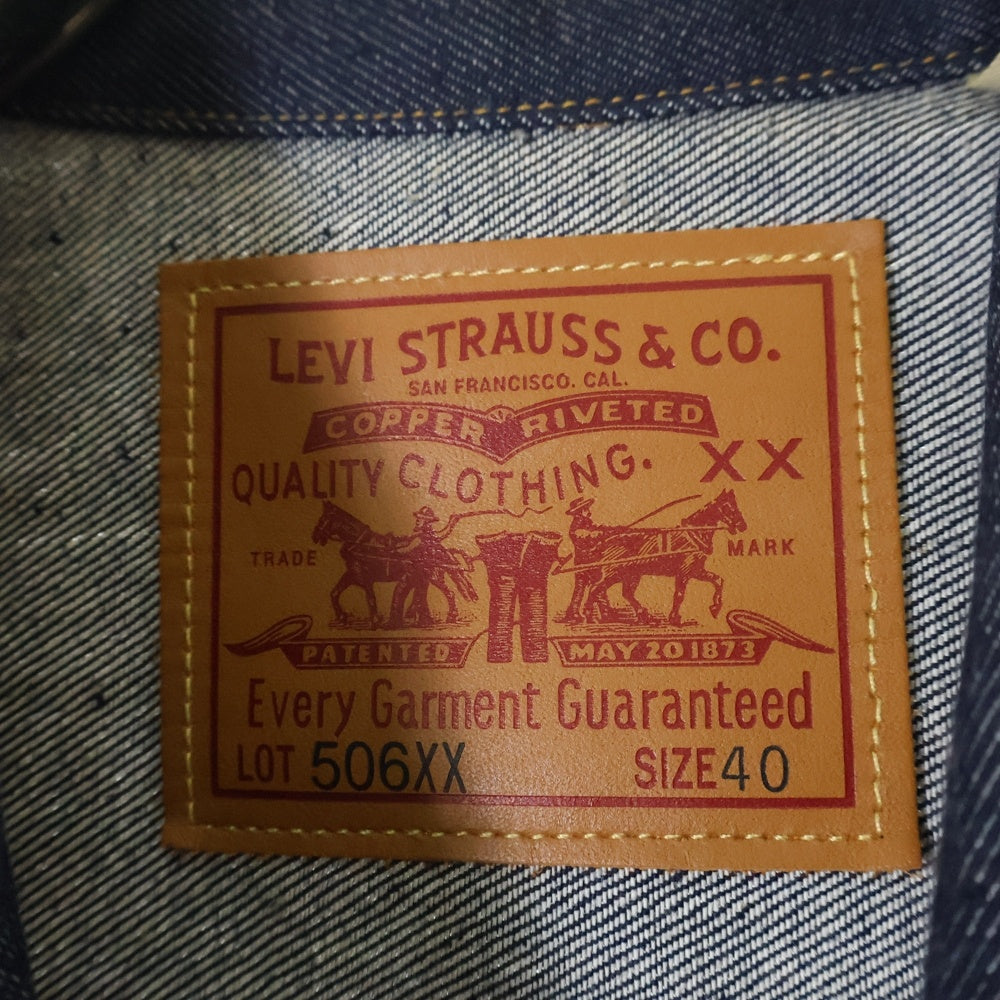 LEVI STRAUSS & CO.
SAN FRANCISCO. CAL.
COPPER RIVETED
QUALITY CLOTHING. XX
TRADE MARK
PATENTED MAY 20 1873
Every Garment Guaranteed
LOT 506XX SIZE 40